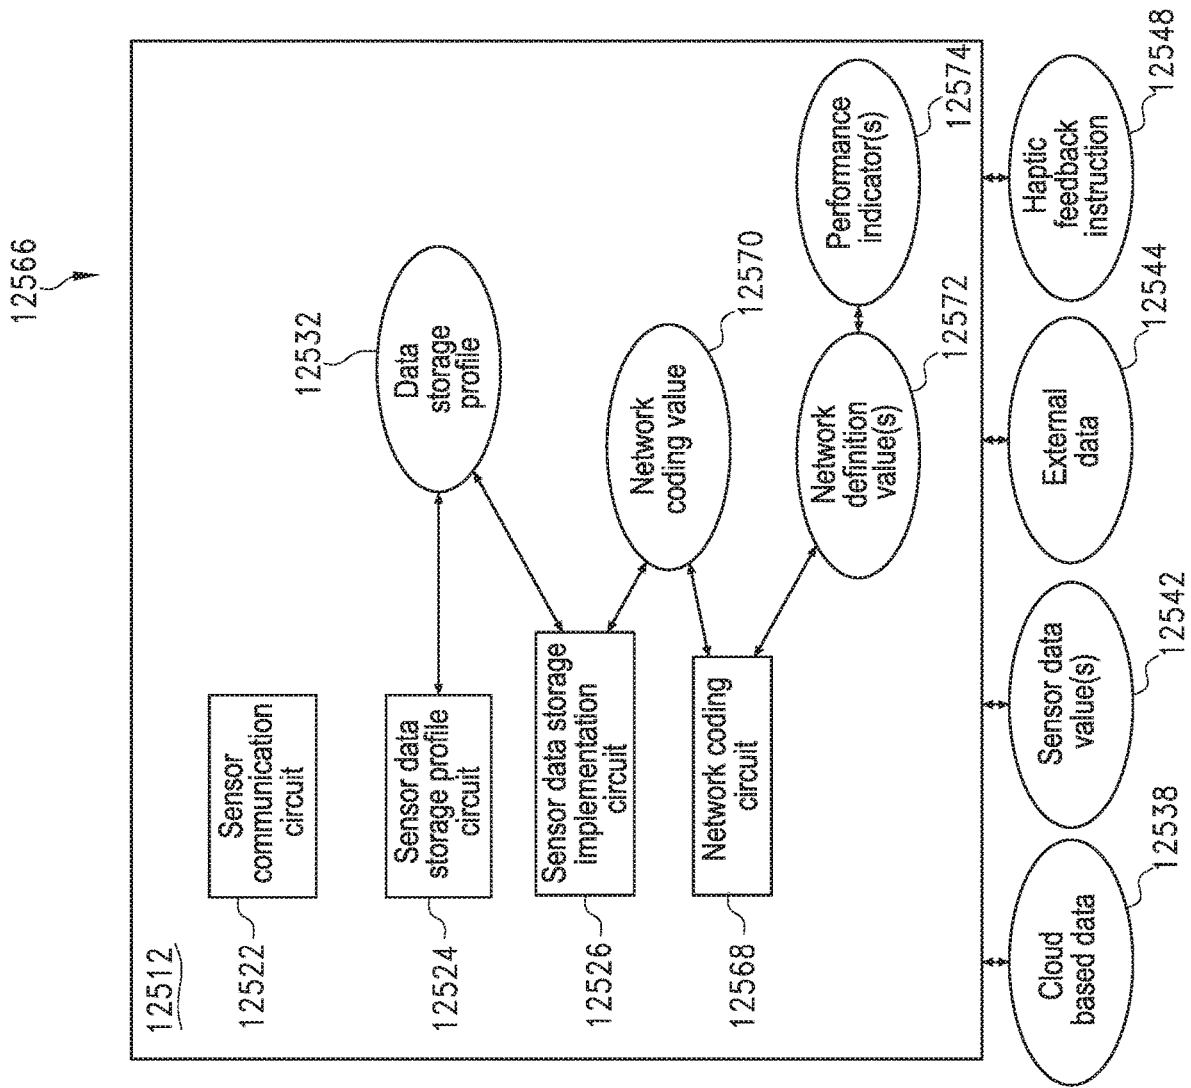 12566
12512
12522
Sensor
communication
circuit
12524
Sensor data
storage profile
circuit
12532
Data
storage
profile
12526
Sensor data storage
implementation
circuit
12570
Network
coding value
12568
Network coding
circuit
12572
Network
definition
value(s)
12574
Performance
indicator(s)
12538
Cloud
based data
12542
Sensor data
value(s)
12544
External
data
12548
Haptic
feedback
instruction